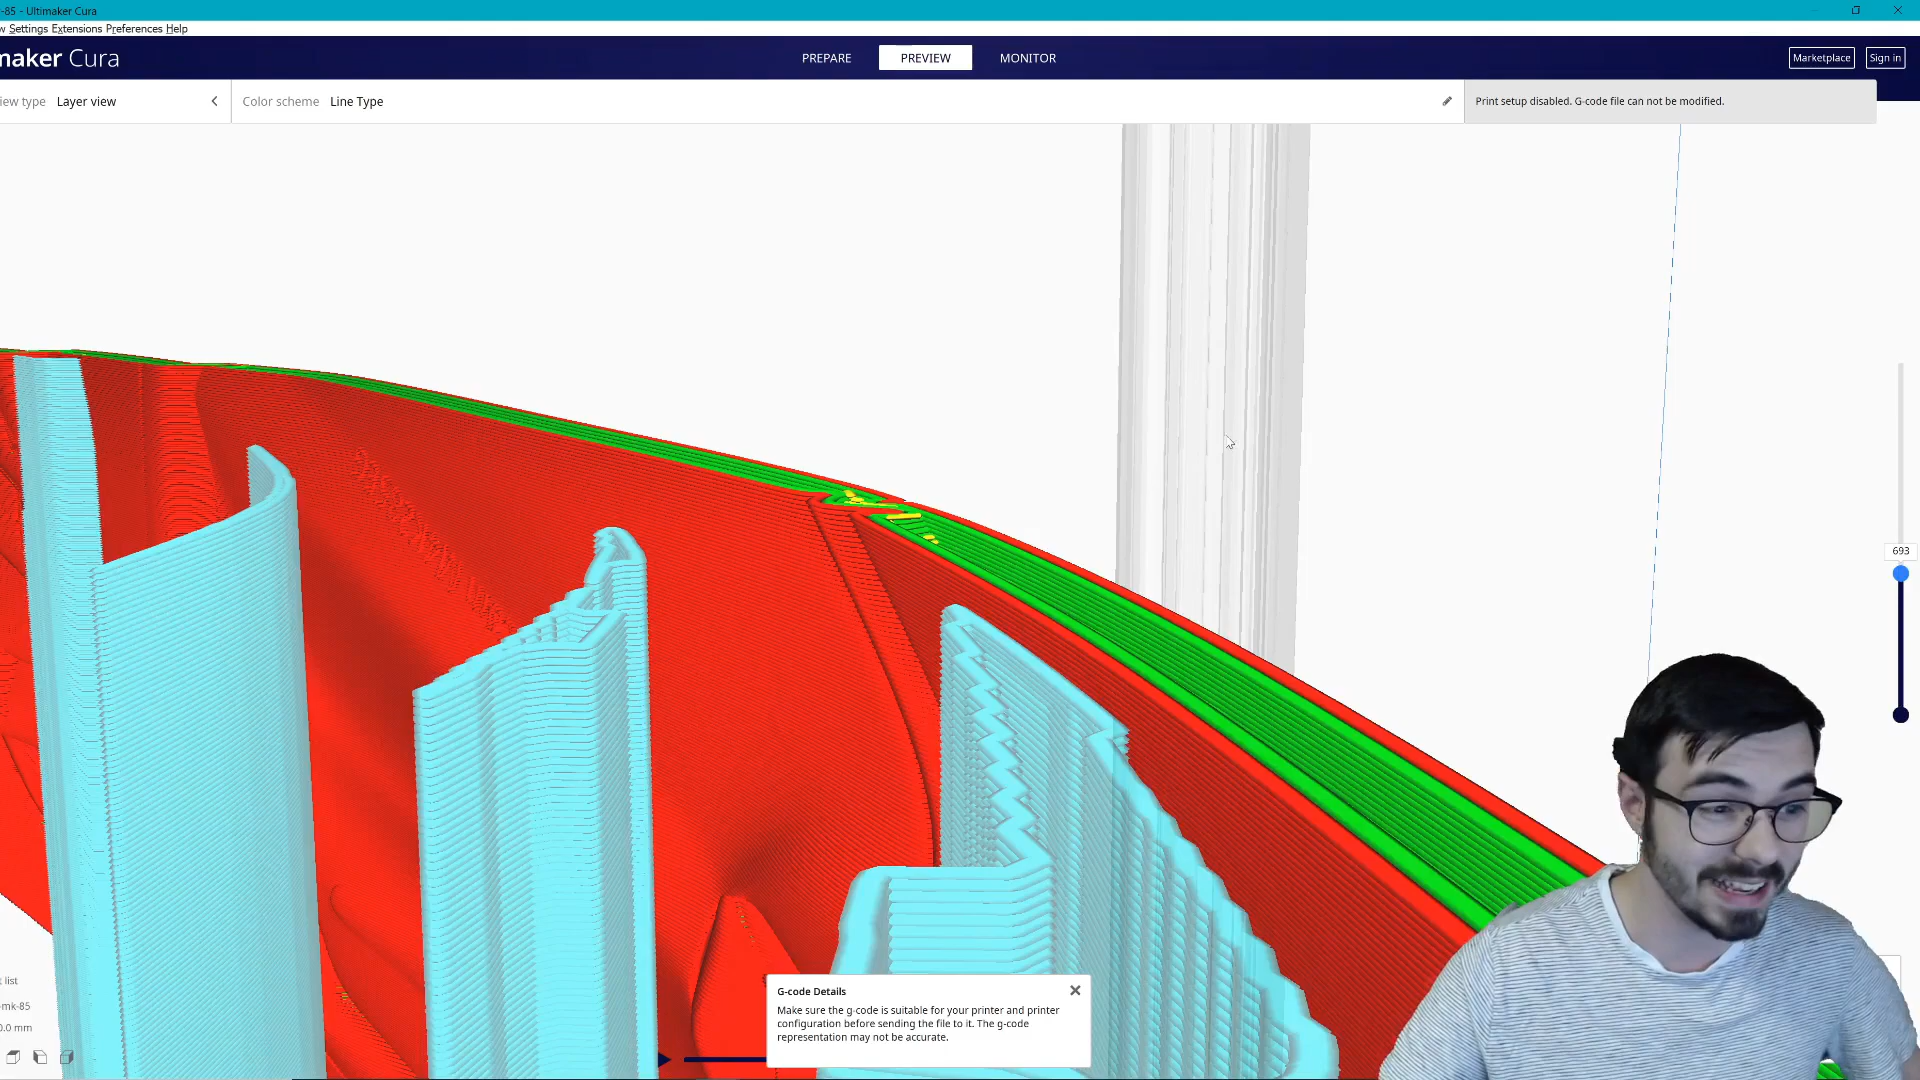 -85 - Ultimaker Cura
w Settings Extensions Preferences Help
maker Cura
PREPARE
PREVIEW
MONITOR
Marketplace
Sign in
iew type Layer view
Color scheme Line Type
Print setup disabled. G-code file can not be modified.
693
G-code Details
Make sure the g-code is suitable for your printer and printer
configuration before sending the file to it. The g-code
representation may not be accurate.
t list
-mk-85
0.0 mm